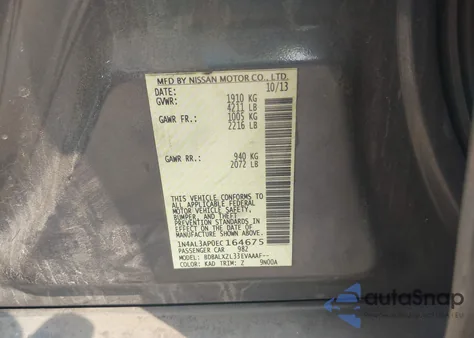 MFD BY NISSAN MOTOR CO., LTD.
DATE: 10/13
GVWR: 1910 KG
4211 LB
GAWR FR.: 1005 KG
2216 LB
GAWR RR.: 940 KG
2072 LB
THIS VEHICLE CONFORMS TO
ALL APPLICABLE FEDERAL
MOTOR VEHICLE SAFETY,
BUMPER, AND THEFT
PREVENTION STANDARDS IN
EFFECT ON THE DATE OF
MANUFACTURE SHOWN ABOVE.
1N4AL3AP0EC164675
PASSENGER CAR 982
MODEL: BDBALXZL33EVAAAF--
COLOR: KAD TRIM: Z 9N00A
autoSnap